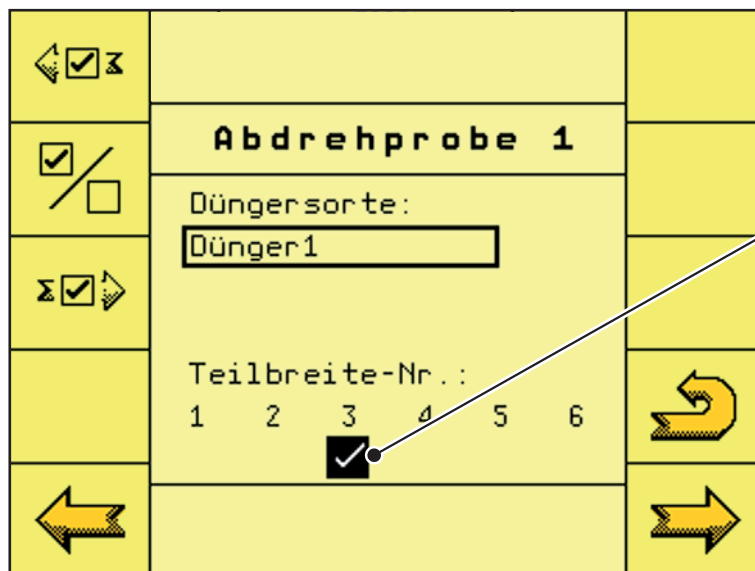 Abdrehprobe 1
Düngersorte:
Dünger1
Teilbreite-Nr.:
1 2 3 4 5 6